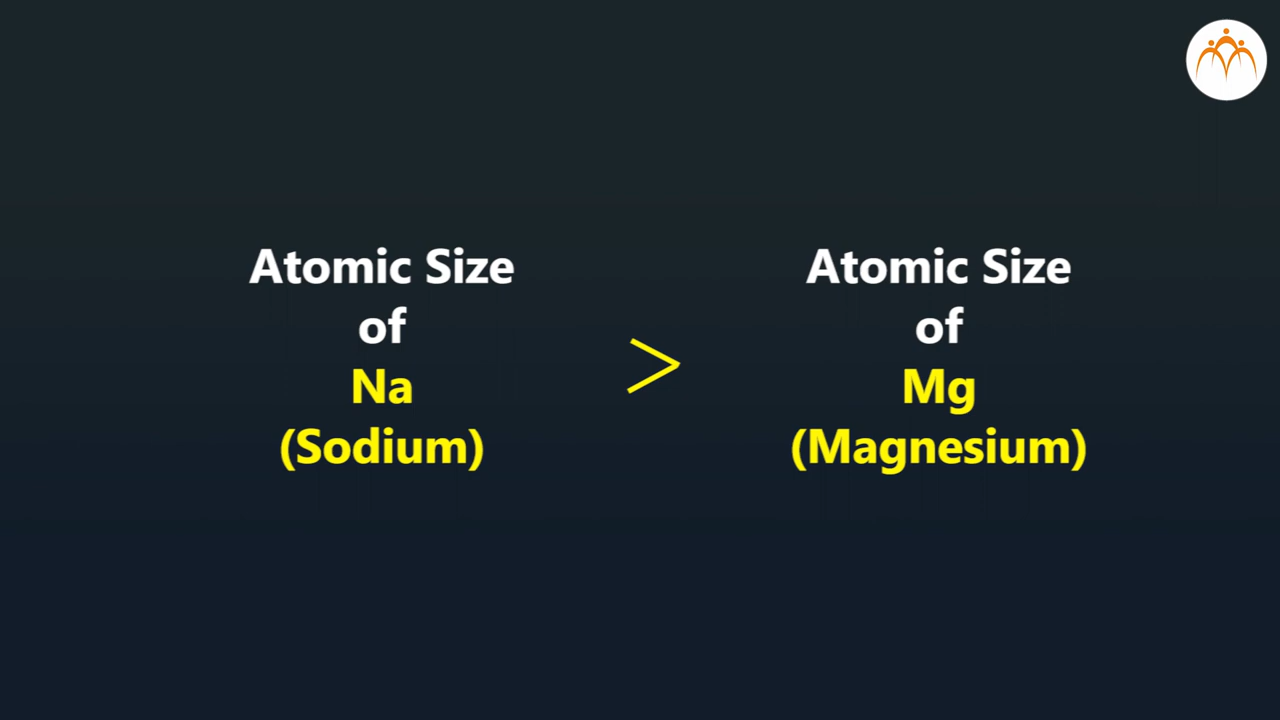 Atomic Size
of
Na
(Sodium)
>
Atomic Size
of
Mg
(Magnesium)